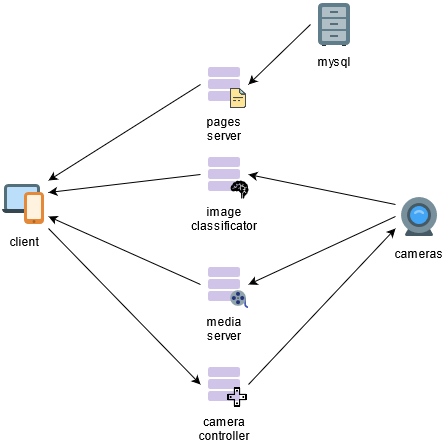 mysql
pages
server
image
classificator
client
cameras
media
server
camera
controller